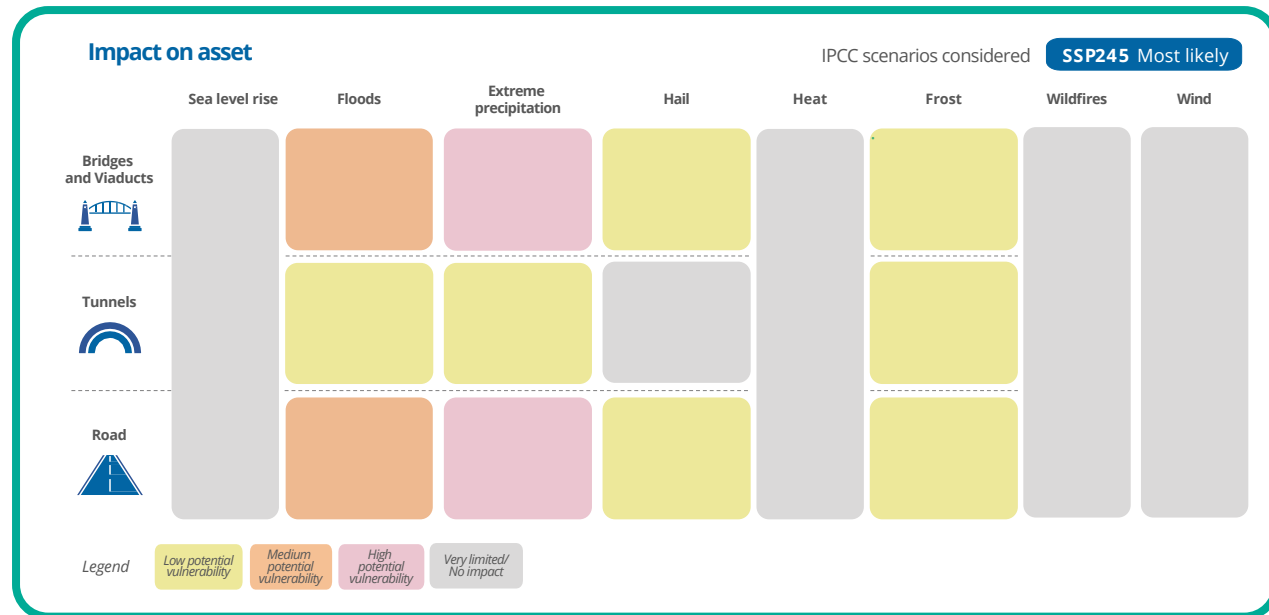 Impact on asset
IPCC scenarios considered
SSP245 Most likely
Sea level rise
Floods
Extreme
precipitation
Hail
Heat
Frost
Wildfires
Wind
Bridges
and Viaducts
Tunnels
Road
Legend
Low potential
vulnerability
Medium
potential
vulnerability
High
potential
vulnerability
Very limited/
No impact